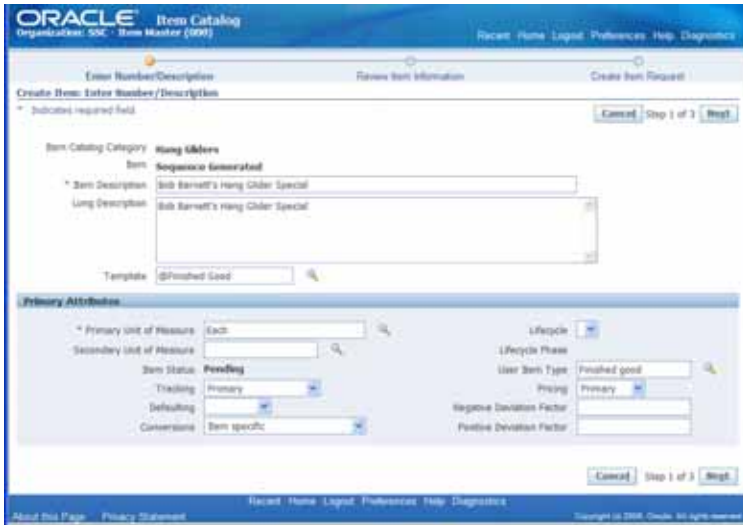 ORACLE® Item Catalog
Organization: SSC - Item Master (000)
Recent Home Logout Preferences Help Diagnostics
Enter Number/Description Review Item Information Create Item Request
Create Item: Enter Number/Description
* Indicates required field
Cancel Step 1 of 3 Next
Item Catalog Category Hang Gliders
Item Sequence Generated
* Item Description Bob Barnett's Hang Glider Special
Long Description Bob Barnett's Hang Glider Special
Template @Finished Good
Primary Attributes
* Primary Unit of Measure Each Lifecycle
Secondary Unit of Measure Lifecycle Phase
Item Status Pending User Item Type Finished good
Tracking Primary Pricing Primary
Defaulting Negative Deviation Factor
Conversions Item specific Positive Deviation Factor
Cancel Step 1 of 3 Next
Recent Home Logout Preferences Help Diagnostics
About this Page Privacy Statement Copyright (c) 2006, Oracle. All rights reserved.